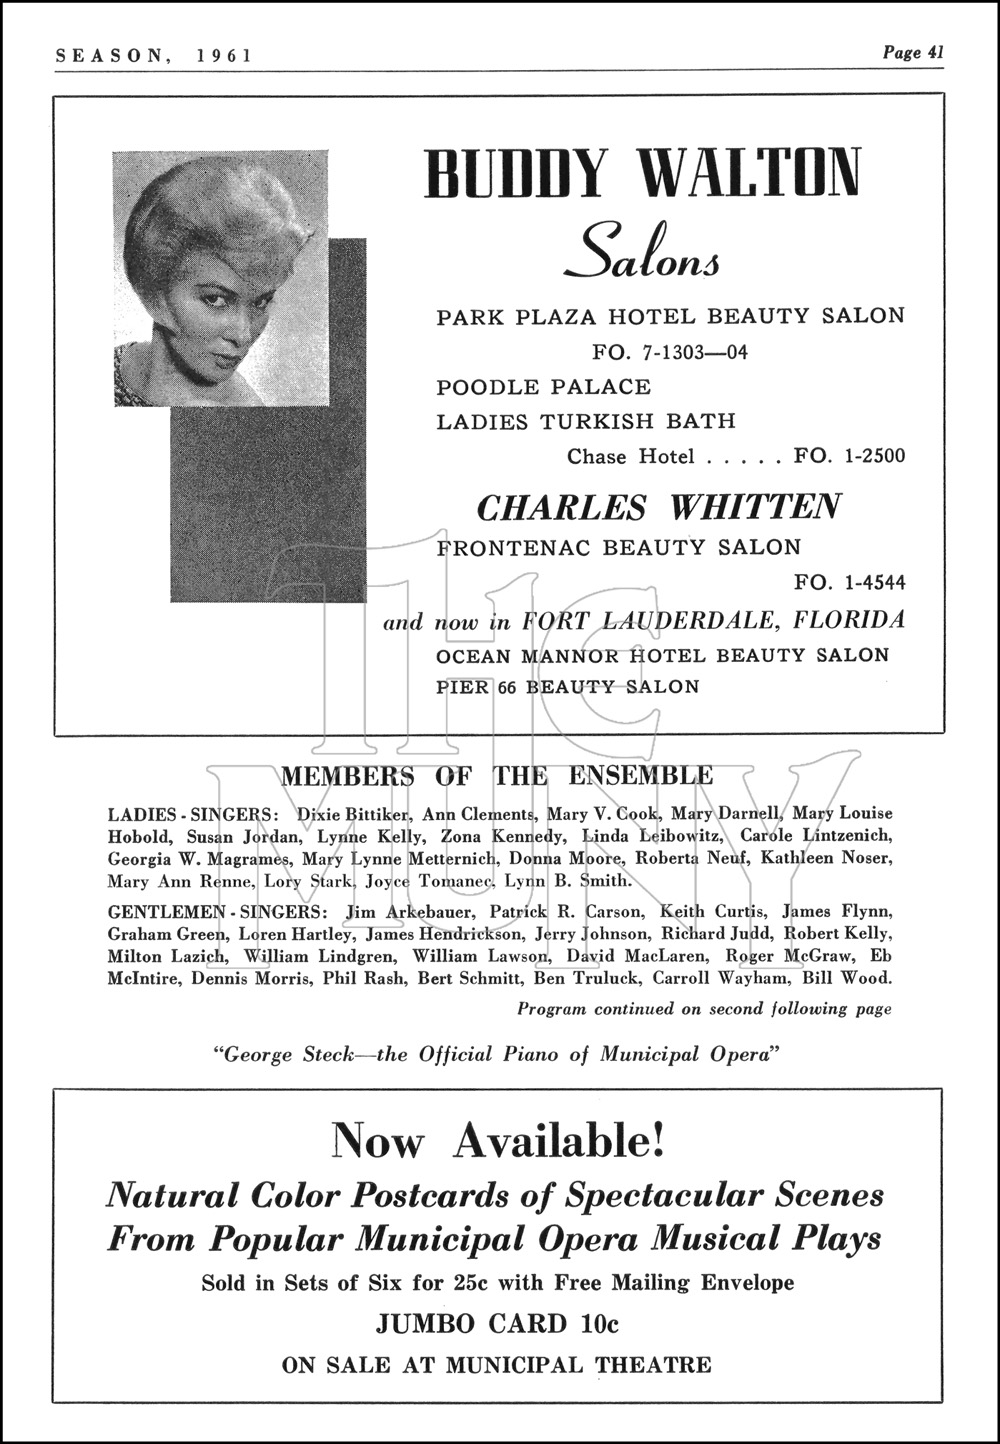 SEASON, 1961
Page 41
BUDDY WALTON
Salons
PARK PLAZA HOTEL BEAUTY SALON
FO. 7-1303—04
POODLE PALACE
LADIES TURKISH BATH
Chase Hotel . . . . . FO. 1-2500
CHARLES WHITTEN
FRONTENAC BEAUTY SALON
FO. 1-4544
and now in FORT LAUDERDALE, FLORIDA
OCEAN MANNOR HOTEL BEAUTY SALON
PIER 66 BEAUTY SALON
THE
MUNY
MEMBERS OF THE ENSEMBLE
LADIES - SINGERS: Dixie Bittiker, Ann Clements, Mary V. Cook, Mary Darnell, Mary Louise
Hobold, Susan Jordan, Lynne Kelly, Zona Kennedy, Linda Leibowitz, Carole Lintzenich,
Georgia W. Magrames, Mary Lynne Metternich, Donna Moore, Roberta Neuf, Kathleen Noser,
Mary Ann Renne, Lory Stark, Joyce Tomanec, Lynn B. Smith.
GENTLEMEN - SINGERS: Jim Arkebauer, Patrick R. Carson, Keith Curtis, James Flynn,
Graham Green, Loren Hartley, James Hendrickson, Jerry Johnson, Richard Judd, Robert Kelly,
Milton Lazich, William Lindgren, William Lawson, David MacLaren, Roger McGraw, Eb
McIntire, Dennis Morris, Phil Rash, Bert Schmitt, Ben Truluck, Carroll Wayham, Bill Wood.
Program continued on second following page
“George Steck—the Official Piano of Municipal Opera”
Now Available!
Natural Color Postcards of Spectacular Scenes
From Popular Municipal Opera Musical Plays
Sold in Sets of Six for 25c with Free Mailing Envelope
JUMBO CARD 10c
ON SALE AT MUNICIPAL THEATRE